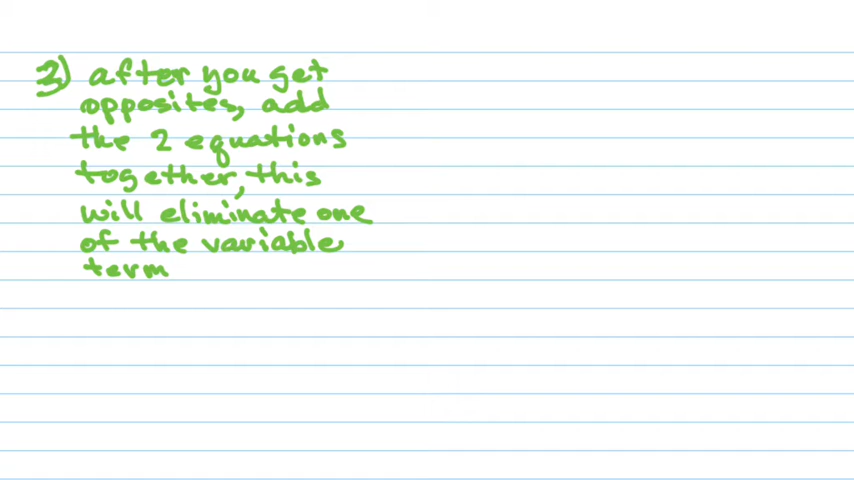 3) after you get
opposites, add
the 2 equations
together, this
will eliminate one
of the variable
term